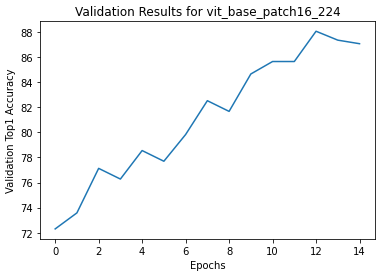 Validation Results for vit_base_patch16_224
Validation Top1 Accuracy
88
86
84
82
80
78
76
74
72
0 2 4 6 8 10 12 14
Epochs